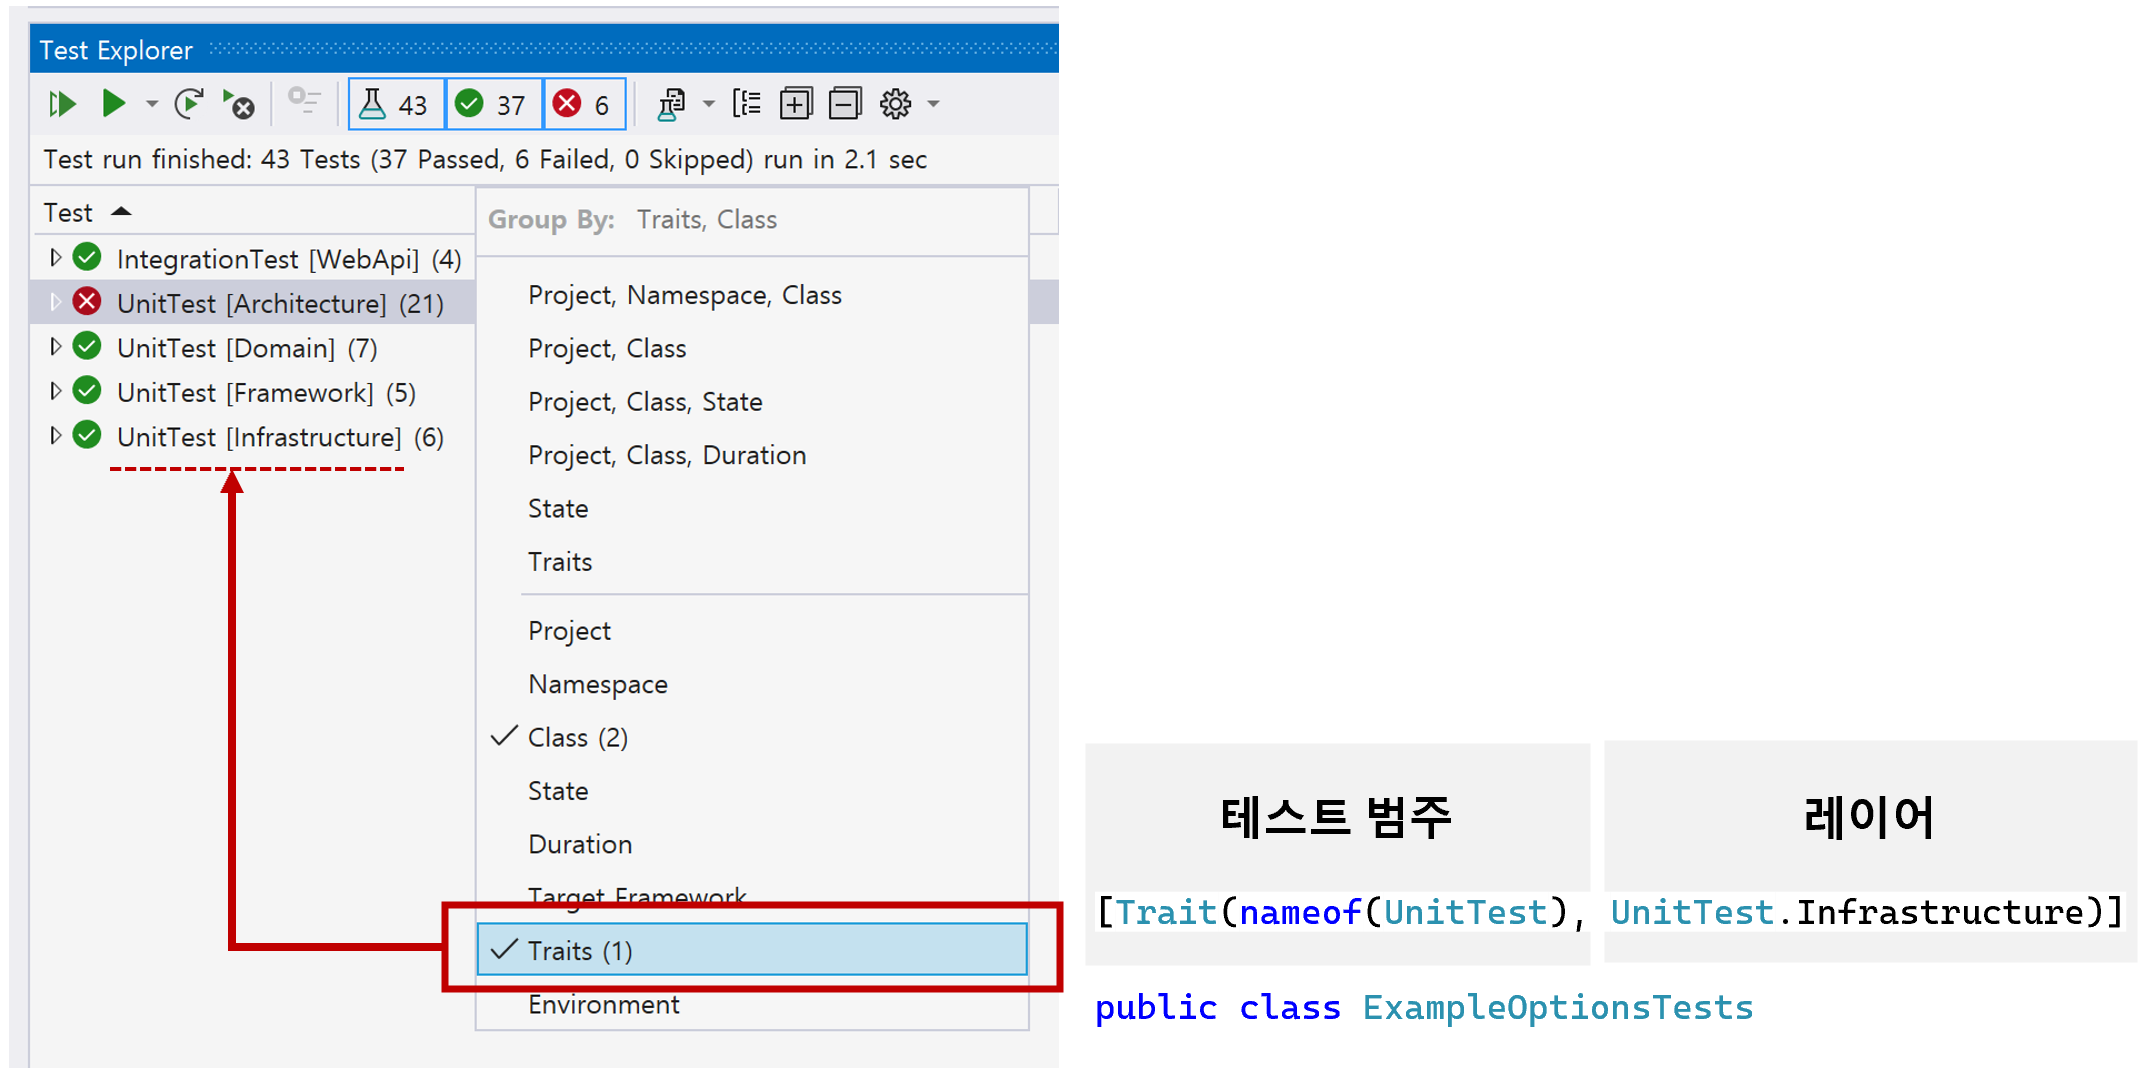 Test Explorer
43 37 6
Test run finished: 43 Tests (37 Passed, 6 Failed, 0 Skipped) run in 2.1 sec
Test
IntegrationTest [WebApi] (4)
UnitTest [Architecture] (21)
UnitTest [Domain] (7)
UnitTest [Framework] (5)
UnitTest [Infrastructure] (6)
Group By: Traits, Class
Project, Namespace, Class
Project, Class
Project, Class, State
Project, Class, Duration
State
Traits
Project
Namespace
Class (2)
State
Duration
Target Framework
Traits (1)
Environment
테스트 범주
레이어
[Trait(nameof(UnitTest), UnitTest.Infrastructure)]
public class ExampleOptionsTests